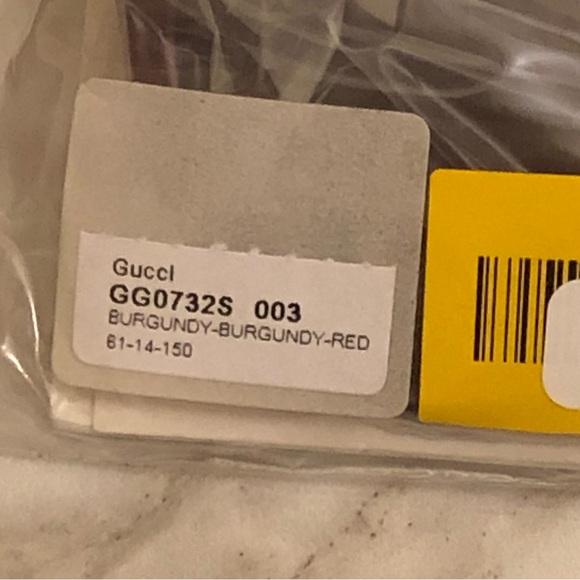 Gucci
GG0732S 003
BURGUNDY-BURGUNDY-RED
61-14-150